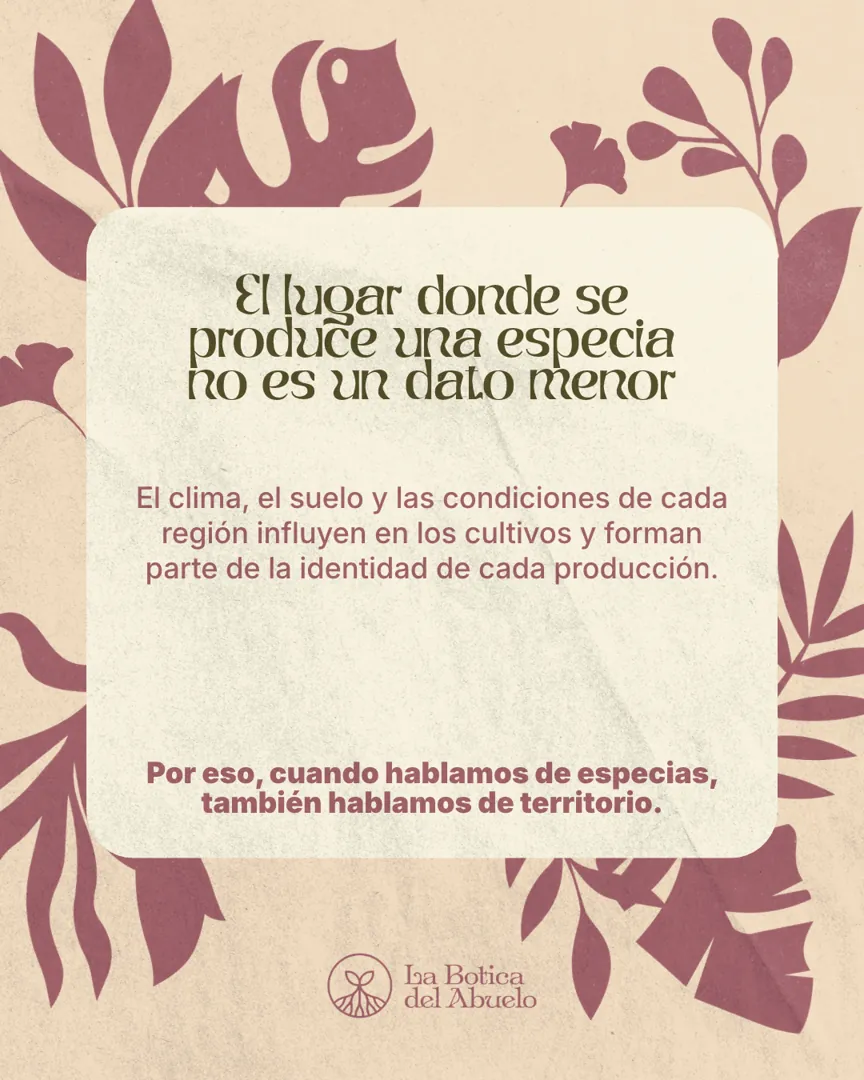 El lugar donde se
produce una especia
no es un dato menor
El clima, el suelo y las condiciones de cada
región influyen en los cultivos y forman
parte de la identidad de cada producción.
Por eso, cuando hablamos de especias,
también hablamos de territorio.
La Botica
del Abuelo